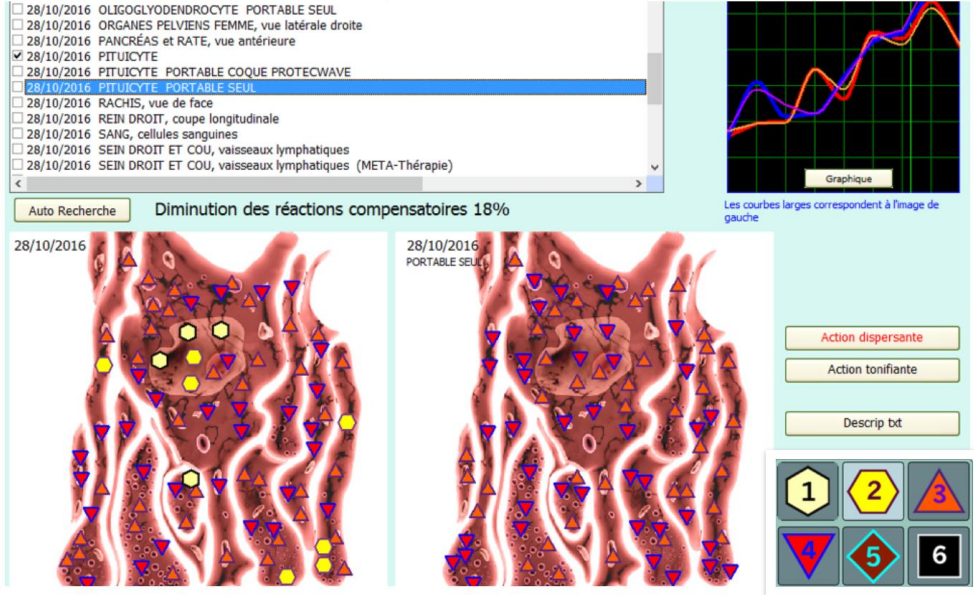 28/10/2016 OLIGOGLYODENDROCYTE PORTABLE SEUL
28/10/2016 ORGANES PELVIENS FEMME, vue latérale droite
28/10/2016 PANCRÉAS et RATE, vue antérieure
28/10/2016 PITUICYTE
28/10/2016 PITUICYTE PORTABLE COQUE PROTECWAVE
28/10/2016 PITUICYTE PORTABLE SEUL
28/10/2016 RACHIS, vue de face
28/10/2016 REIN DROIT, coupe longitudinale
28/10/2016 SANG, cellules sanguines
28/10/2016 SEIN DROIT ET COU, vaisseaux lymphatiques
28/10/2016 SEIN DROIT ET COU, vaisseaux lymphatiques (META-Thérapie)
Graphique
Les courbes larges correspondent à l'image de
gauche
Auto Recherche
Diminution des réactions compensatoires 18%
28/10/2016
28/10/2016
PORTABLE SEUL
Action dispersante
Action tonifiante
Descrip txt
1 2 3
4 5 6